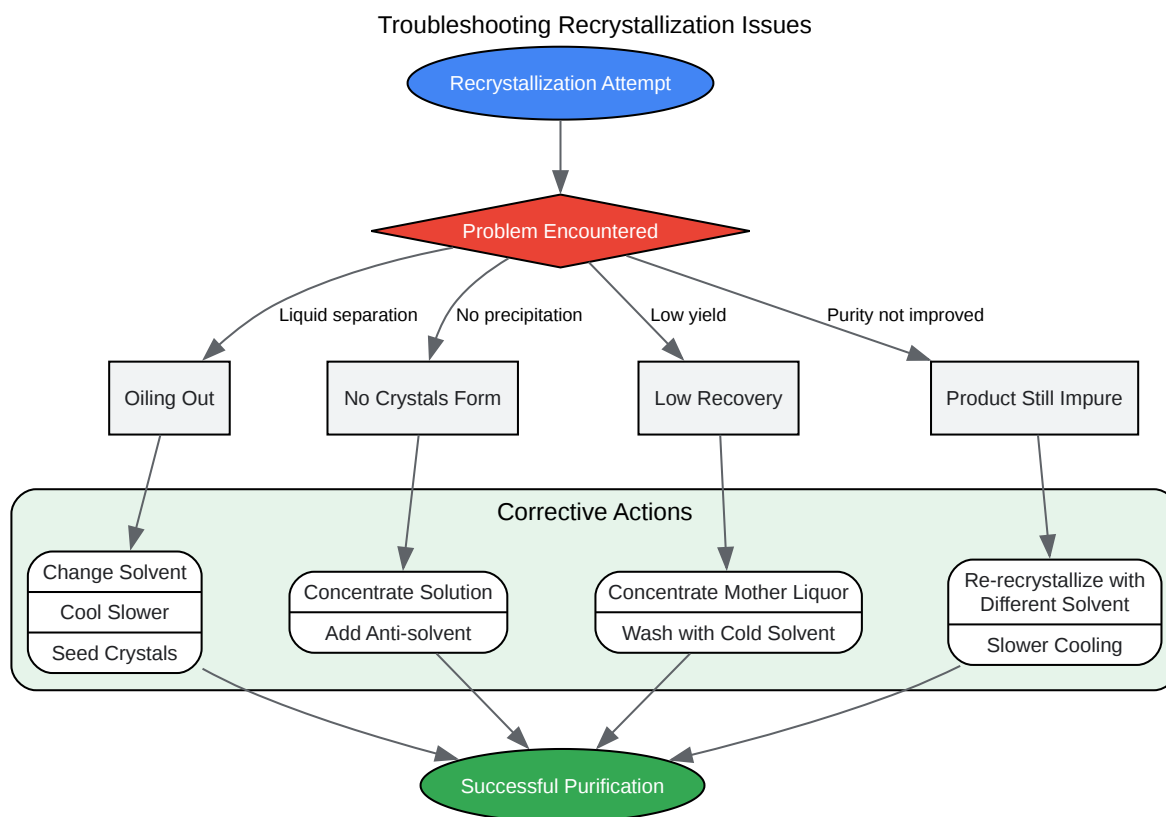 Troubleshooting Recrystallization Issues
Recrystallization Attempt
Problem Encountered
Liquid separation
No precipitation
Low yield
Purity not improved
Oiling Out
No Crystals Form
Low Recovery
Product Still Impure
Corrective Actions
Change Solvent
Cool Slower
Seed Crystals
Concentrate Solution
Add Anti-solvent
Concentrate Mother Liquor
Wash with Cold Solvent
Re-recrystallize with
Different Solvent
Slower Cooling
Successful Purification